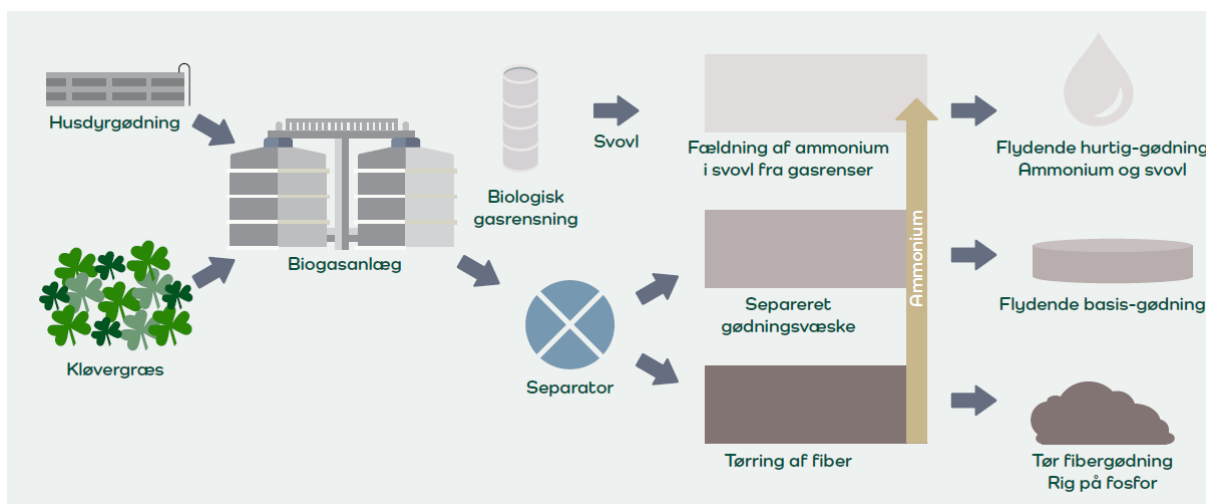 Husdyrgødning
Kløvergræs
Biogasanlæg
Biologisk
gasrensning
Svovl
Separator
Fældning af ammonium
i svovl fra gasrenser
Separeret
gødningsvæske
Tørring af fiber
Ammonium
Flydende hurtig-gødning
Ammonium og svovl
Flydende basis-gødning
Tør fibergødning
Rig på fosfor